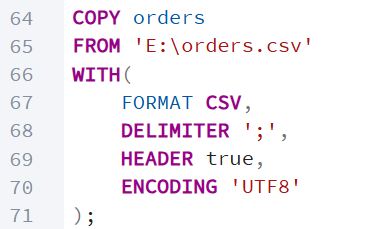 64 COPY orders
65 FROM 'E:\orders.csv'
66 WITH(
67     FORMAT CSV,
68     DELIMITER ';',
69     HEADER true,
70     ENCODING 'UTF8'
71 );